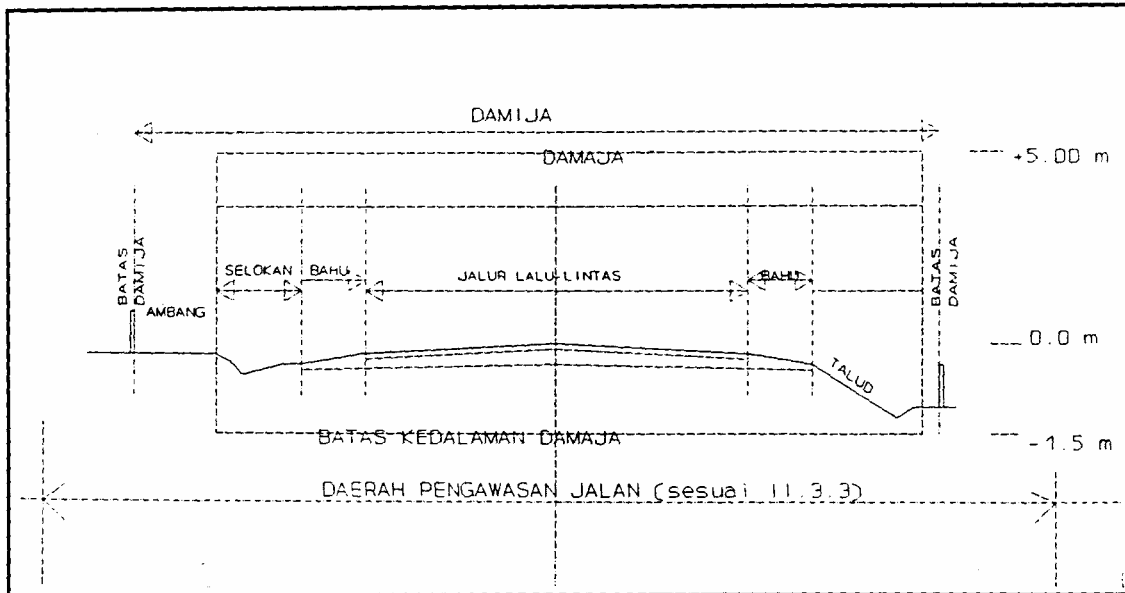 DAMIJA
DAMAJA
+5.00 m
BATAS DAMIJA
SELOKAN
BAHU
JALUR LALU LINTAS
BAHU
BATAS DAMIJA
AMBANG
0.0 m
TALUD
BATAS KEDALAMAN DAMAJA
-1.5 m
DAERAH PENGAWASAN JALAN (sesuai II.3.3)